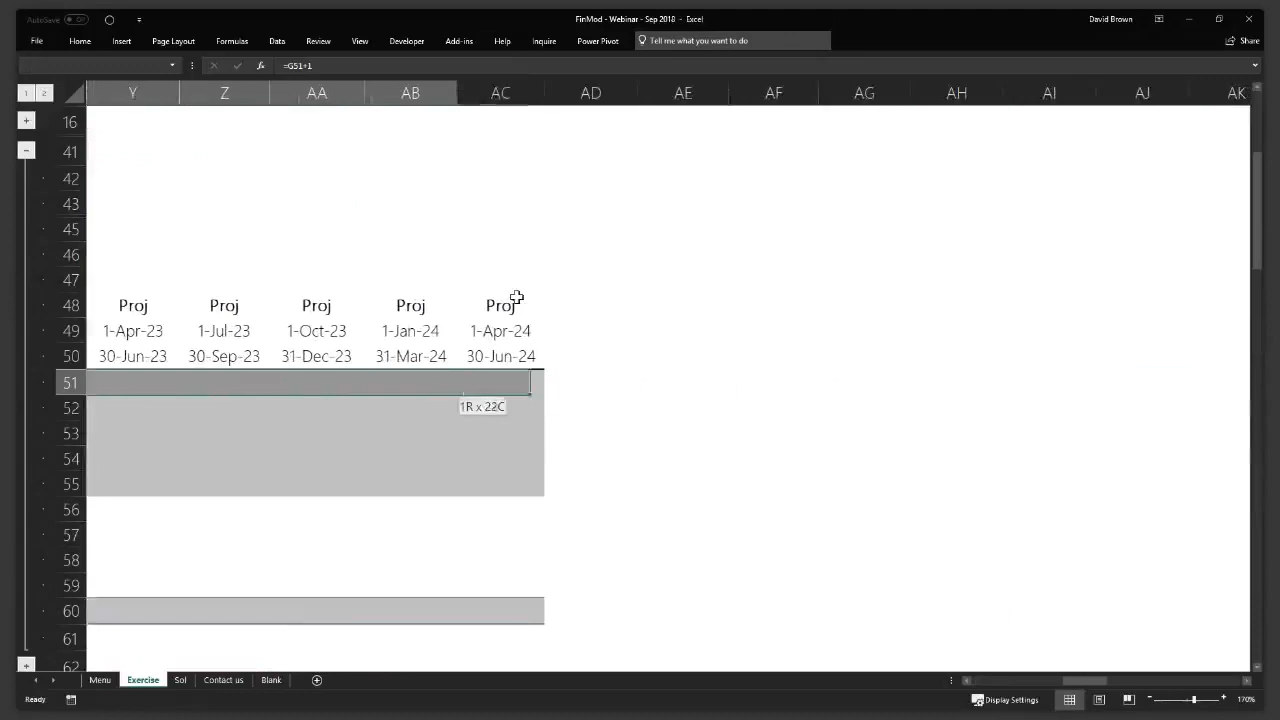 AutoSave Off FinMod - Webinar - Sep 2018 - Excel David Brown
File Home Insert Page Layout Formulas Data Review View Developer Add-ins Help Inquire Power Pivot Tell me what you want to do Share
fx =G51+1
1 2 Y Z AA AB AC AD AE AF AG AH AI AJ AK
16
41
42
43
45
46
47
48 Proj Proj Proj Proj Proj
49 1-Apr-23 1-Jul-23 1-Oct-23 1-Jan-24 1-Apr-24
50 30-Jun-23 30-Sep-23 31-Dec-23 31-Mar-24 30-Jun-24
51
52 1R x 22C
53
54
55
56
57
58
59
60
61
62
Menu Exercise Sol Contact us Blank
Ready Display Settings 170%